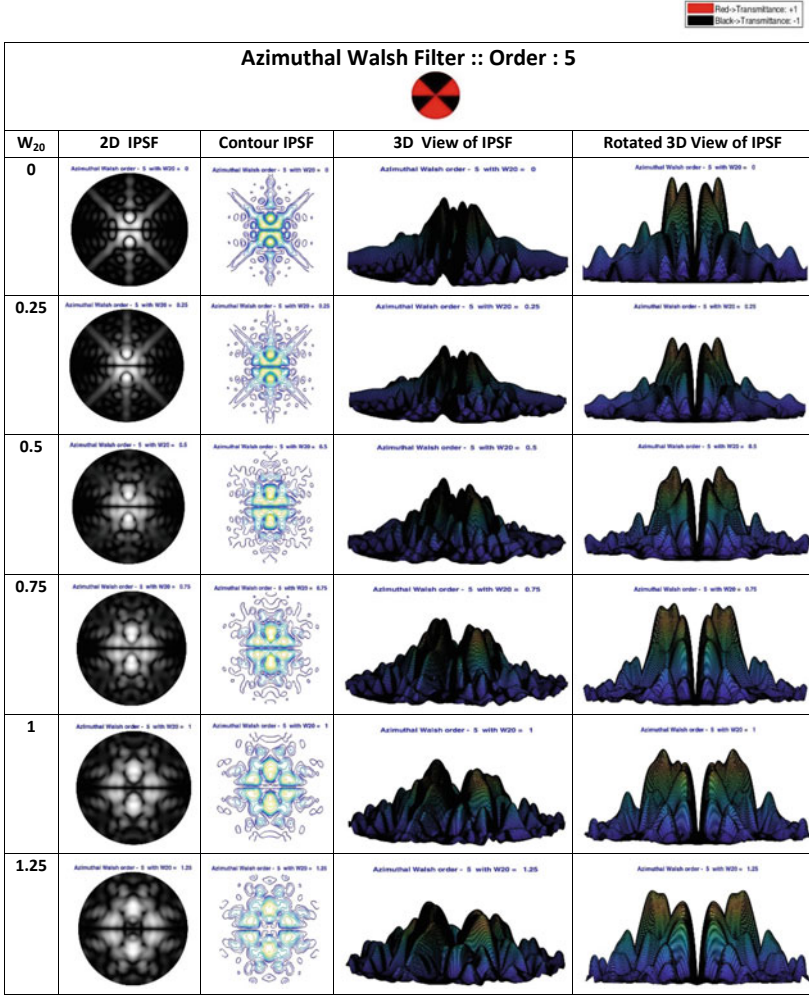 Red->Transmittance: +1
Black->Transmittance: -1
Azimuthal Walsh Filter :: Order : 5
W₂₀ 2D IPSF Contour IPSF 3D View of IPSF Rotated 3D View of IPSF
0
Azimuthal Walsh order - 5 with W20 = 0
Azimuthal Walsh order - 5 with W20 = 0
Azimuthal Walsh order - 5 with W20 = 0
Azimuthal Walsh order - 5 with W20 = 0
0.25
Azimuthal Walsh order - 5 with W20 = 0.25
Azimuthal Walsh order - 5 with W20 = 0.25
Azimuthal Walsh order - 5 with W20 = 0.25
Azimuthal Walsh order - 5 with W20 = 0.25
0.5
Azimuthal Walsh order - 5 with W20 = 0.5
Azimuthal Walsh order - 5 with W20 = 0.5
Azimuthal Walsh order - 5 with W20 = 0.5
Azimuthal Walsh order - 5 with W20 = 0.5
0.75
Azimuthal Walsh order - 5 with W20 = 0.75
Azimuthal Walsh order - 5 with W20 = 0.75
Azimuthal Walsh order - 5 with W20 = 0.75
Azimuthal Walsh order - 5 with W20 = 0.75
1
Azimuthal Walsh order - 5 with W20 = 1
Azimuthal Walsh order - 5 with W20 = 1
Azimuthal Walsh order - 5 with W20 = 1
Azimuthal Walsh order - 5 with W20 = 1
1.25
Azimuthal Walsh order - 5 with W20 = 1.25
Azimuthal Walsh order - 5 with W20 = 1.25
Azimuthal Walsh order - 5 with W20 = 1.25
Azimuthal Walsh order - 5 with W20 = 1.25